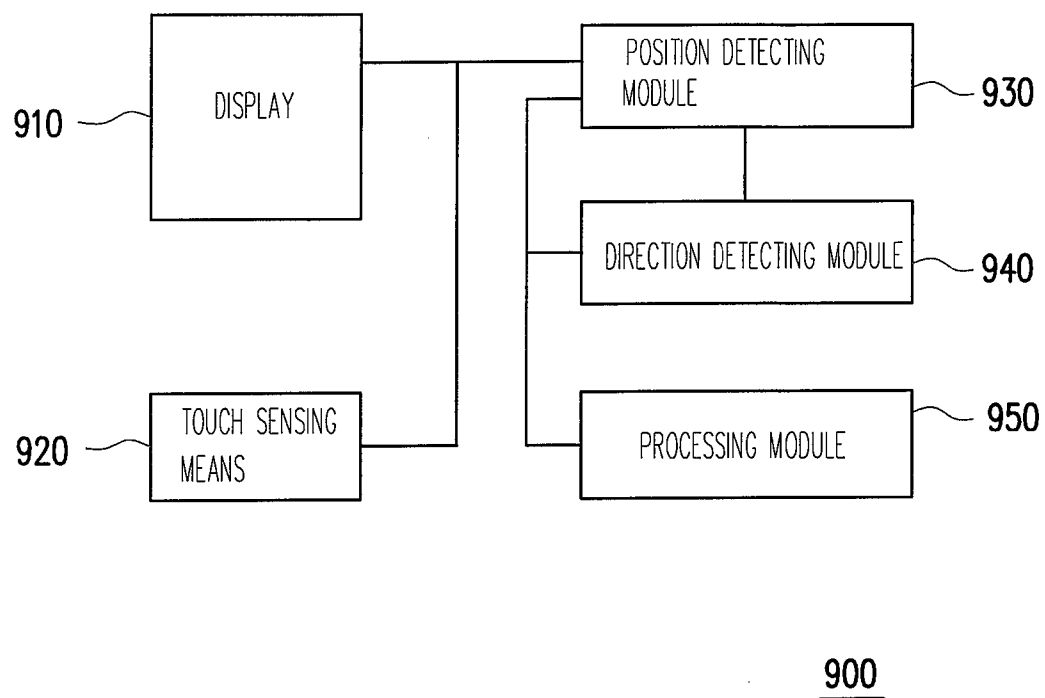 DISPLAY
910
POSITION DETECTING
MODULE
930
DIRECTION DETECTING MODULE
940
TOUCH SENSING
MEANS
920
PROCESSING MODULE
950
900